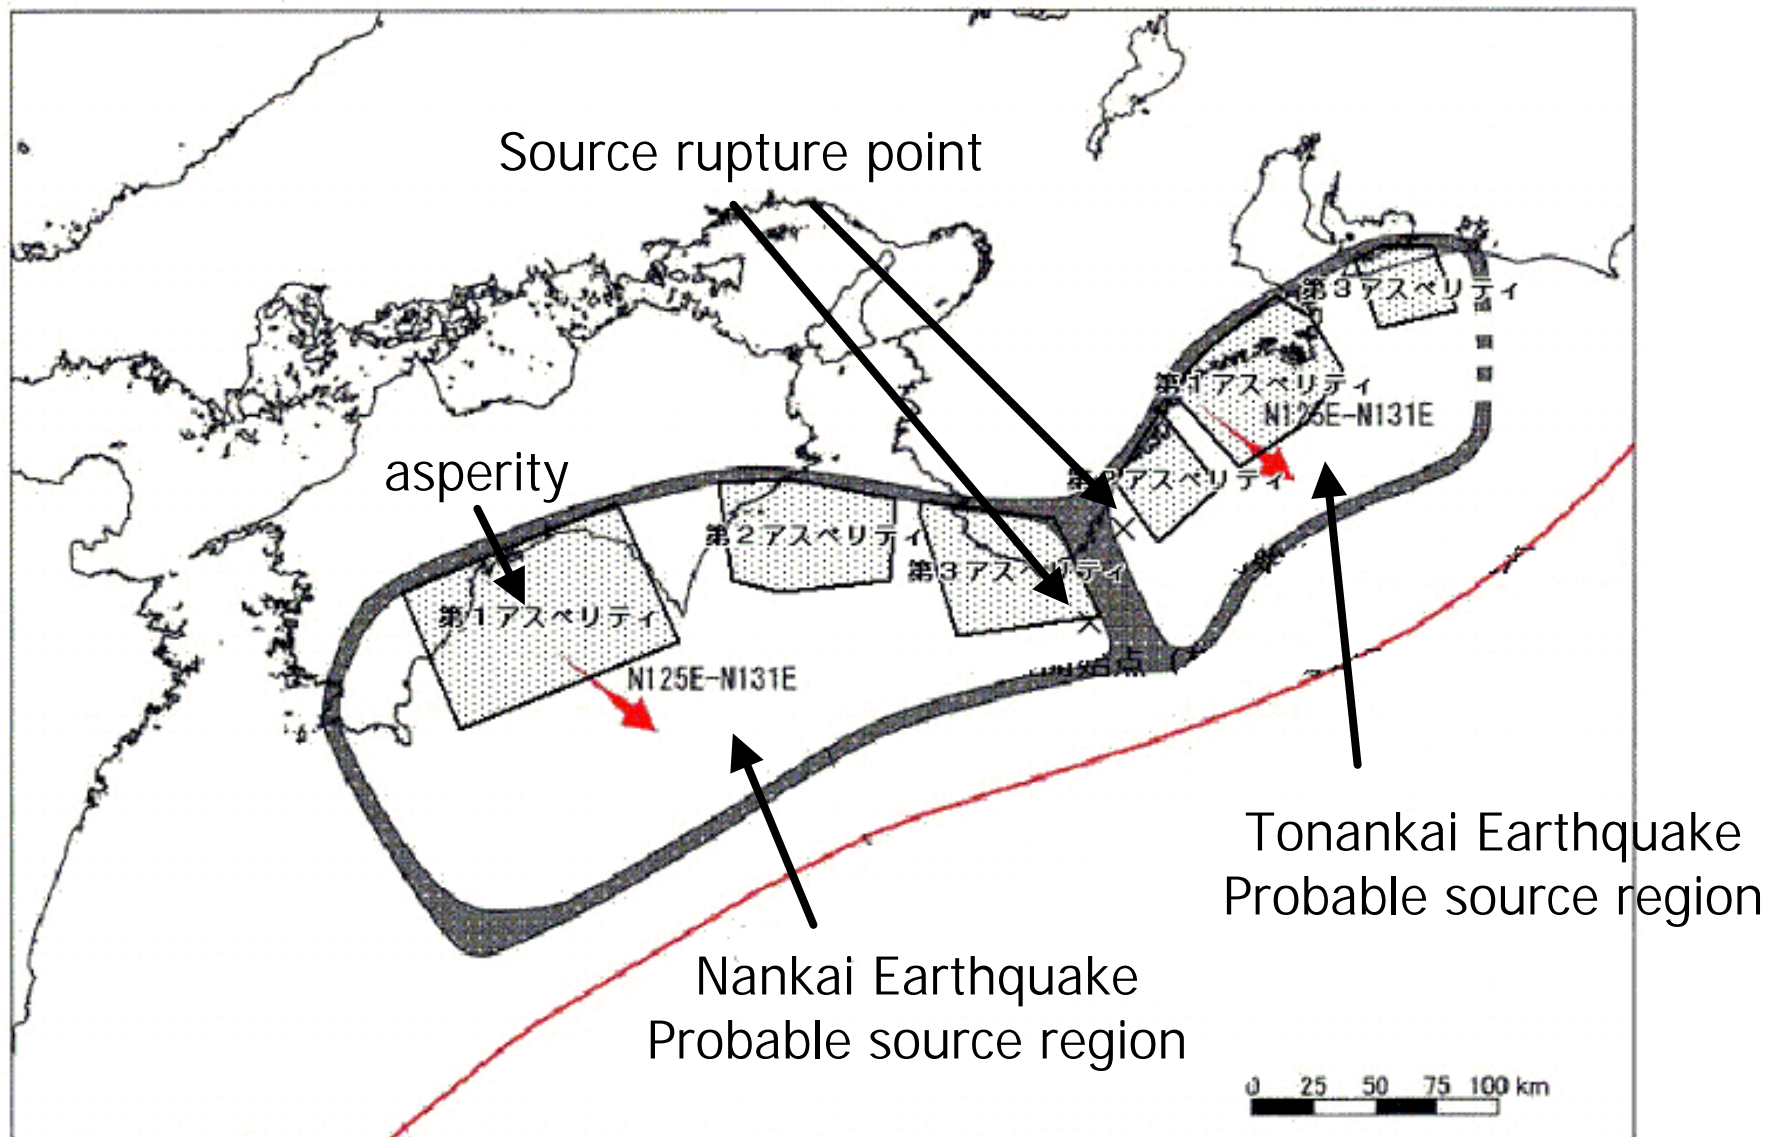 Source rupture point
第3アスペリティ
第1アスペリティ
N125E-N131E
asperity
第2アスペリティ
第2アスペリティ
第3アスペリティ
第1アスペリティ
N125E-N131E
Tonankai Earthquake
Probable source region
Nankai Earthquake
Probable source region
0 25 50 75 100 km